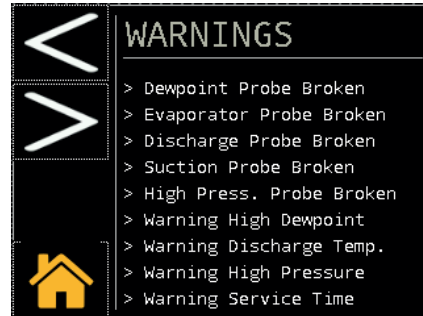 WARNINGS
> Dewpoint Probe Broken
> Evaporator Probe Broken
> Discharge Probe Broken
> Suction Probe Broken
> High Press. Probe Broken
> Warning High Dewpoint
> Warning Discharge Temp.
> Warning High Pressure
> Warning Service Time